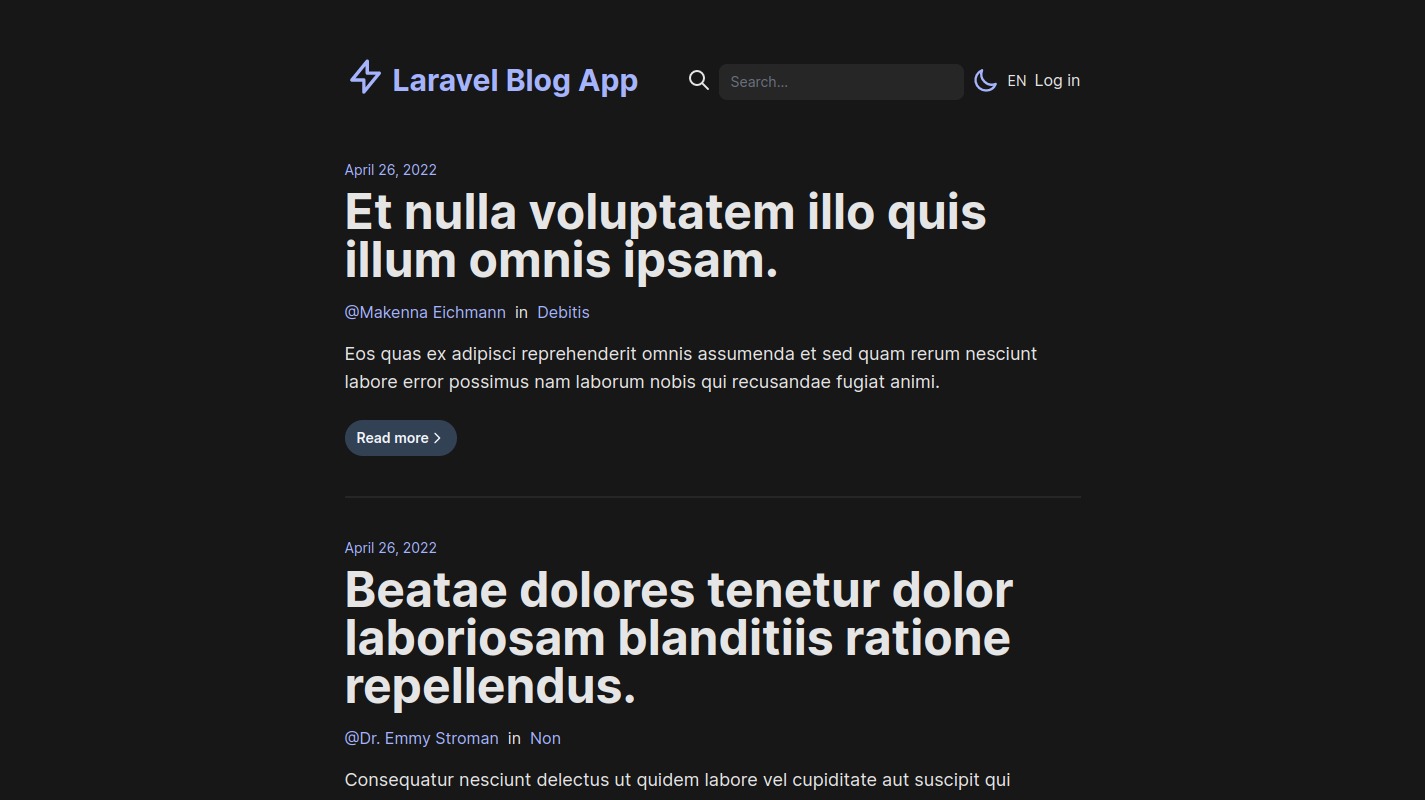 Laravel Blog App
Search...
EN Log in
April 26, 2022
Et nulla voluptatem illo quis
illum omnis ipsam.
@Makenna Eichmann in Debitis
Eos quas ex adipisci reprehenderit omnis assumenda et sed quam rerum nesciunt
labore error possimus nam laborum nobis qui recusandae fugiat animi.
Read more
April 26, 2022
Beatae dolores tenetur dolor
laboriosam blanditiis ratione
repellendus.
@Dr. Emmy Stroman in Non
Consequatur nesciunt delectus ut quidem labore vel cupiditate aut suscipit qui